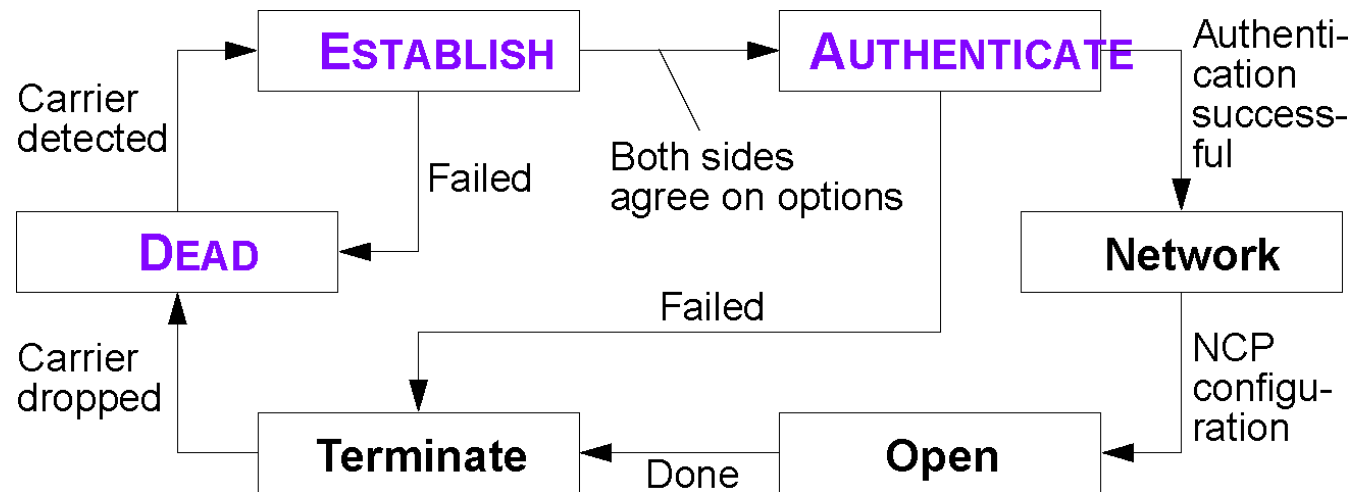 ESTABLISH
AUTHENTICATE
Authenti-
cation
success-
ful
Carrier
detected
Failed
Both sides
agree on options
DEAD
Network
Failed
Carrier
dropped
NCP
configu-
ration
Terminate
Done
Open